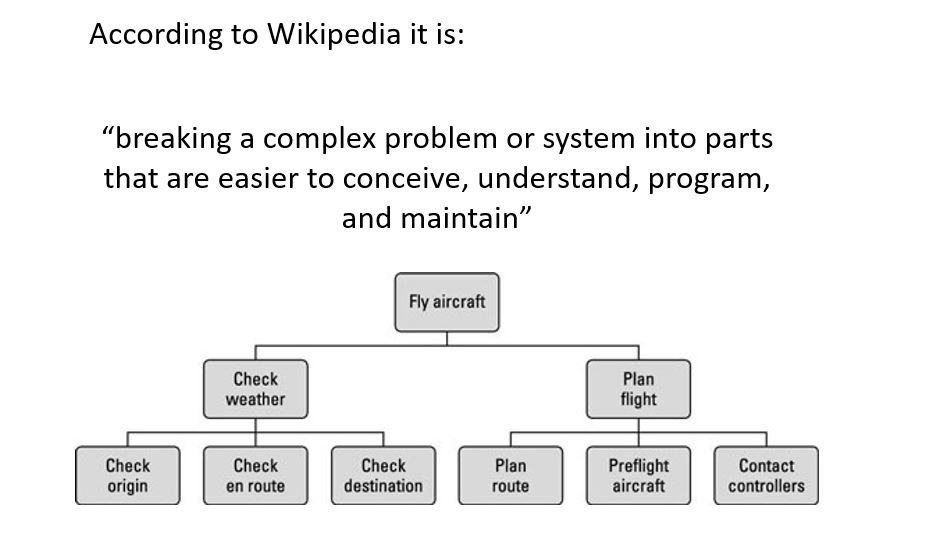 According to Wikipedia it is:
“breaking a complex problem or system into parts
that are easier to conceive, understand, program,
and maintain”
Fly aircraft
Check
weather
Plan
flight
Check
origin
Check
en route
Check
destination
Plan
route
Preflight
aircraft
Contact
controllers